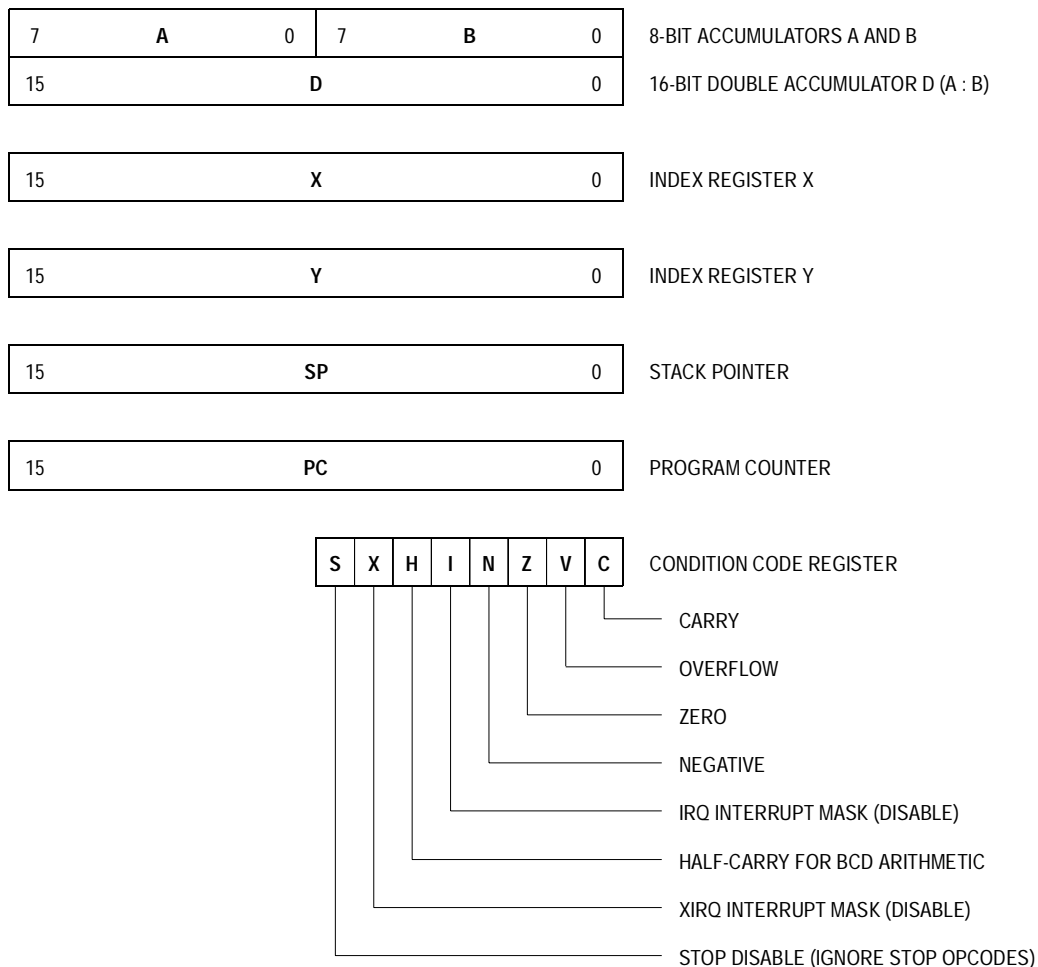 7 A 0 7 B 0 8-BIT ACCUMULATORS A AND B
15 D 0 16-BIT DOUBLE ACCUMULATOR D (A : B)
15 X 0 INDEX REGISTER X
15 Y 0 INDEX REGISTER Y
15 SP 0 STACK POINTER
15 PC 0 PROGRAM COUNTER
S X H I N Z V C CONDITION CODE REGISTER
CARRY
OVERFLOW
ZERO
NEGATIVE
IRQ INTERRUPT MASK (DISABLE)
HALF-CARRY FOR BCD ARITHMETIC
XIRQ INTERRUPT MASK (DISABLE)
STOP DISABLE (IGNORE STOP OPCODES)